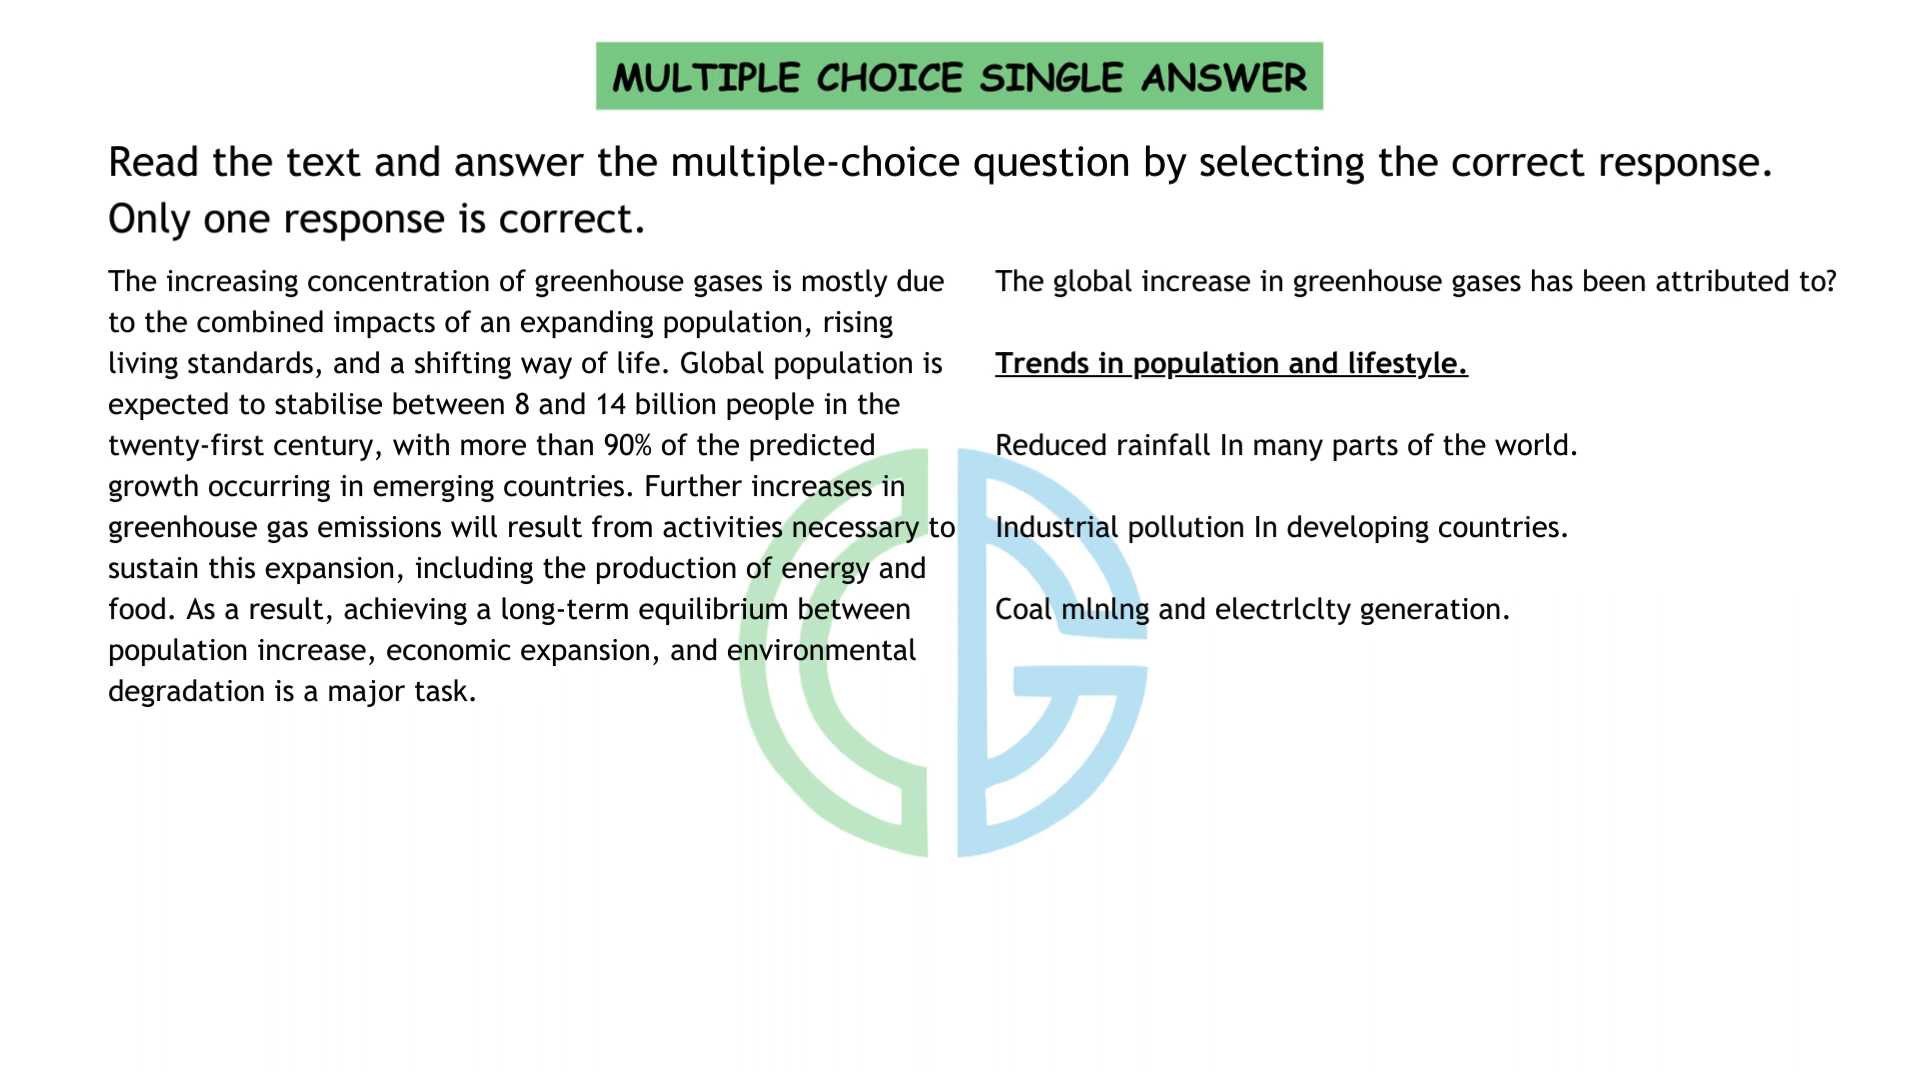 MULTIPLE CHOICE SINGLE ANSWER
Read the text and answer the multiple-choice question by selecting the correct response.
Only one response is correct.
The increasing concentration of greenhouse gases is mostly due
to the combined impacts of an expanding population, rising
living standards, and a shifting way of life. Global population is
expected to stabilise between 8 and 14 billion people in the
twenty-first century, with more than 90% of the predicted
growth occurring in emerging countries. Further increases in
greenhouse gas emissions will result from activities necessary to
sustain this expansion, including the production of energy and
food. As a result, achieving a long-term equilibrium between
population increase, economic expansion, and environmental
degradation is a major task.
The global increase in greenhouse gases has been attributed to?
Trends in population and lifestyle.
Reduced rainfall In many parts of the world.
Industrial pollution In developing countries.
Coal mlnlng and electrlclty generation.